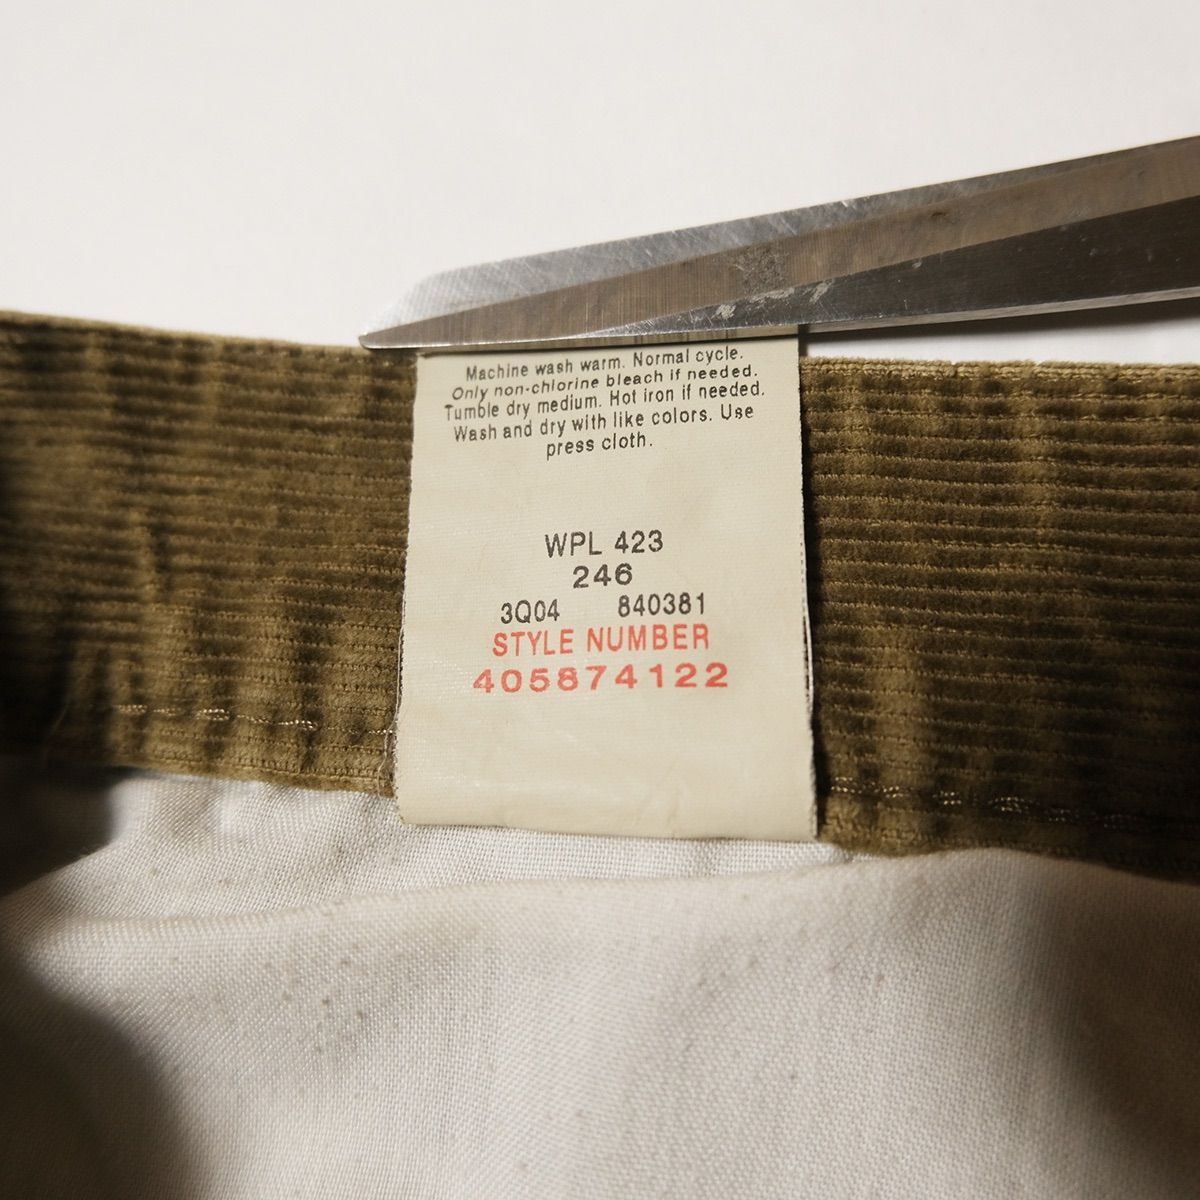 Machine wash warm. Normal cycle.
Only non-chlorine bleach if needed.
Tumble dry medium. Hot iron if needed.
Wash and dry with like colors. Use
press cloth.
WPL 423
246
3Q04 840381
STYLE NUMBER
405874122